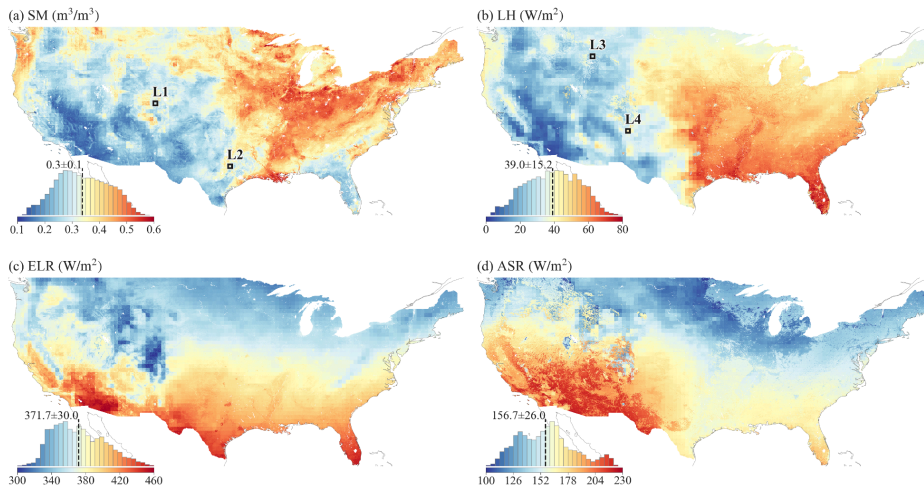 (a) SM (m³/m³)
L1
L2
0.3±0.1
0.1 0.2 0.3 0.4 0.5 0.6
(b) LH (W/m²)
L3
L4
39.0±15.2
0 20 40 60 80
(c) ELR (W/m²)
371.7±30.0
300 340 380 420 460
(d) ASR (W/m²)
156.7±26.0
100 126 152 178 204 230